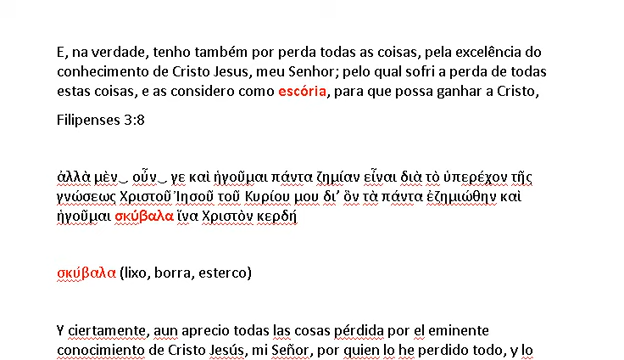 E, na verdade, tenho também por perda todas as coisas, pela excelência do
conhecimento de Cristo Jesus, meu Senhor; pelo qual sofri a perda de todas
estas coisas, e as considero como escória, para que possa ganhar a Cristo,
Filipenses 3:8
ἀλλὰ μὲν‿ οὖν‿ γε καὶ ἡγοῦμαι πάντα ζημίαν εἶναι διὰ τὸ ὑπερέχον τῆς
γνώσεως Χριστοῦ Ἰησοῦ τοῦ Κυρίου μου δι’ ὃν τὰ πάντα ἐζημιώθην καὶ
ἡγοῦμαι σκύβαλα ἵνα Χριστὸν κερδή
σκύβαλα (lixo, borra, esterco)
Y ciertamente, aun aprecio todas las cosas pérdida por el eminente
conocimiento de Cristo Jesús, mi Señor, por quien lo he perdido todo, y lo